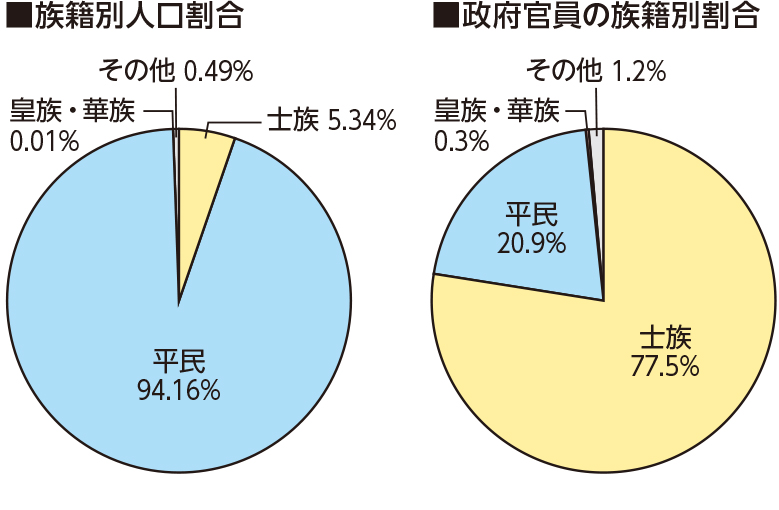 ■族籍別人口割合
その他 0.49%
皇族・華族
0.01%
士族 5.34%
平民
94.16%
■政府官員の族籍別割合
その他 1.2%
皇族・華族
0.3%
平民
20.9%
士族
77.5%